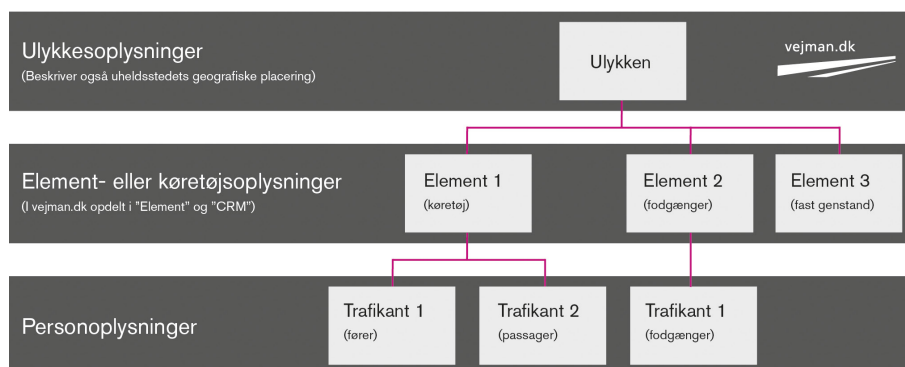 Ulykkesoplysninger
(Beskriver også uheldsstedets geografiske placering)
Ulykken
vejman.dk
Element- eller køretøjsoplysninger
(I vejman.dk opdelt i "Element" og "CRM")
Element 1
(køretøj)
Element 2
(fodgænger)
Element 3
(fast genstand)
Personoplysninger
Trafikant 1
(fører)
Trafikant 2
(passager)
Trafikant 1
(fodgænger)